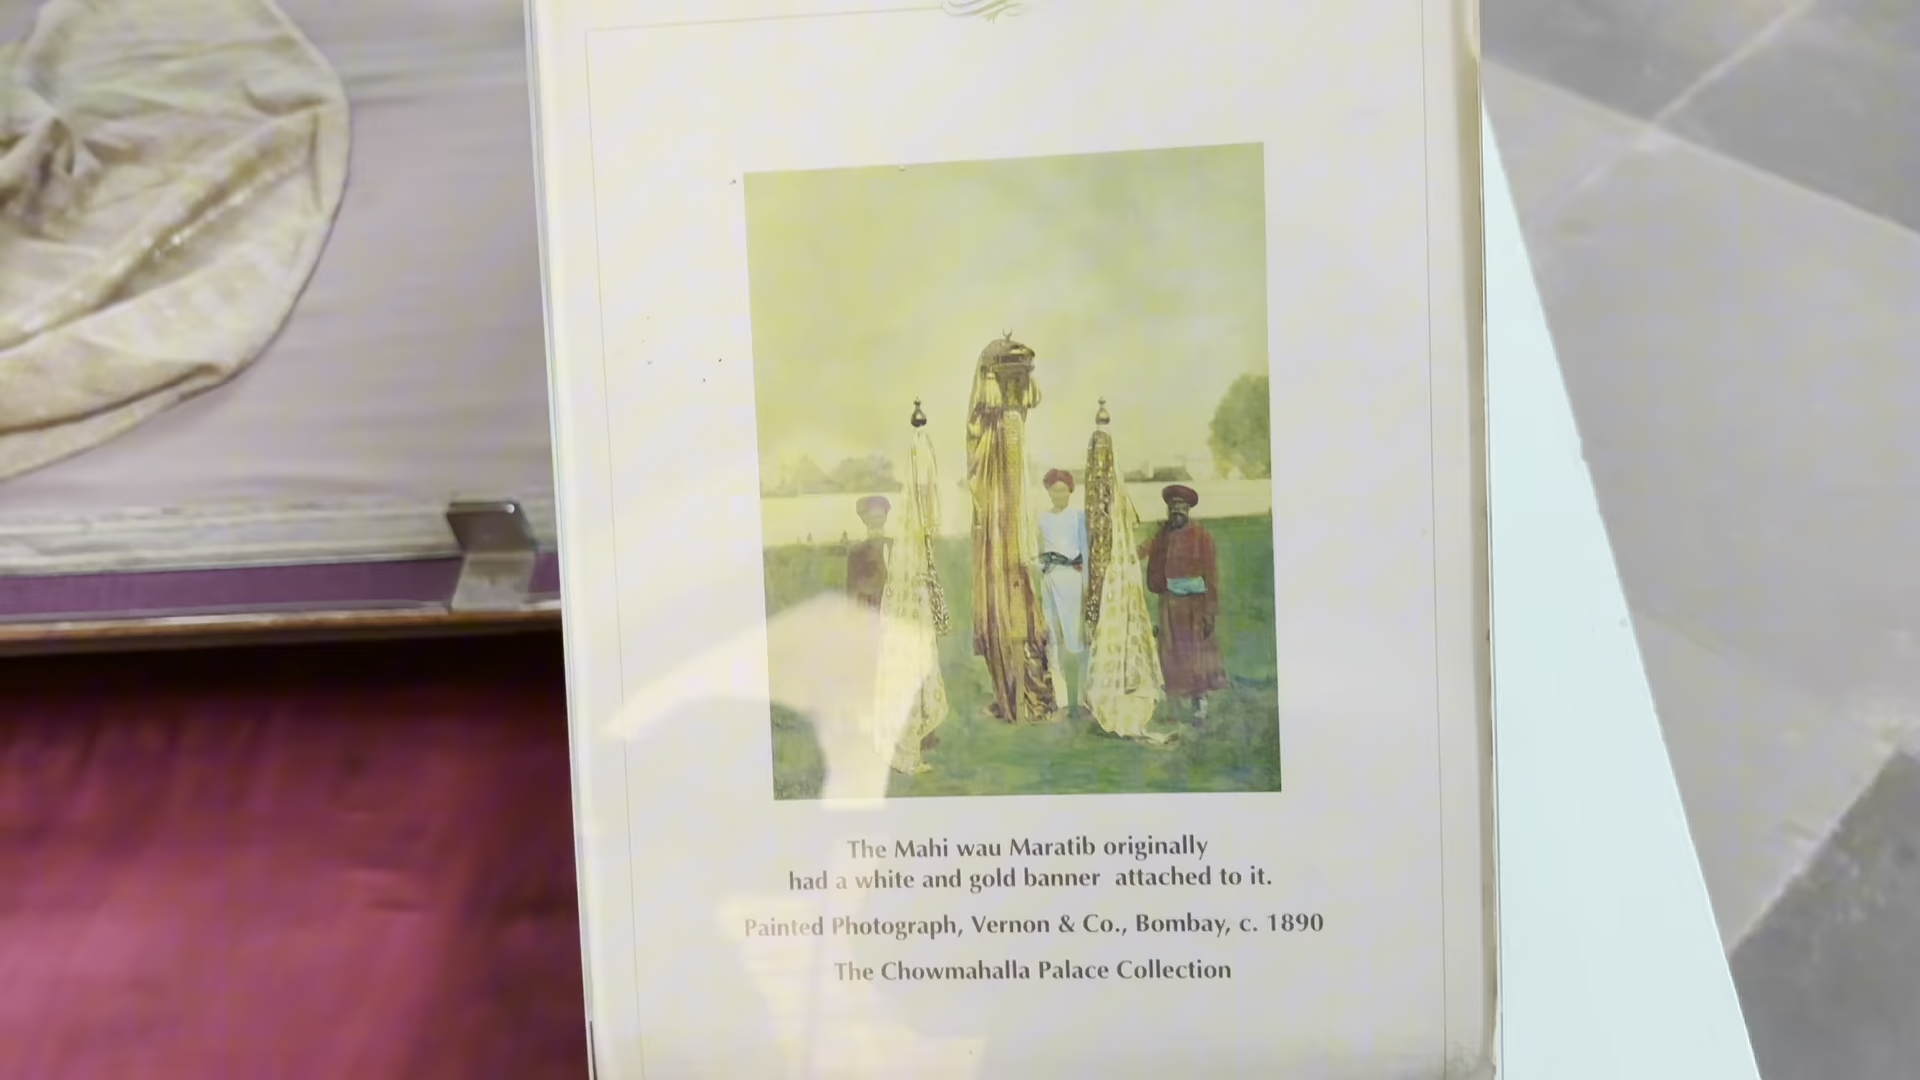 The Mahi wau Maratib originally
had a white and gold banner attached to it.
Painted Photograph, Vernon & Co., Bombay, c. 1890
The Chowmahalla Palace Collection